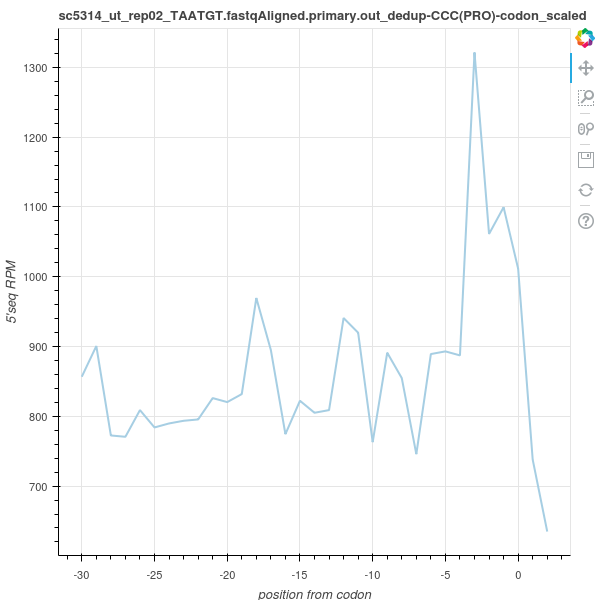 sc5314_ut_rep02_TAATGT.fastqAligned.primary.out_dedup-CCC(PRO)-codon_scaled
1300
1200
1100
1000
900
800
700
5'seq RPM
-30 -25 -20 -15 -10 -5 0
position from codon